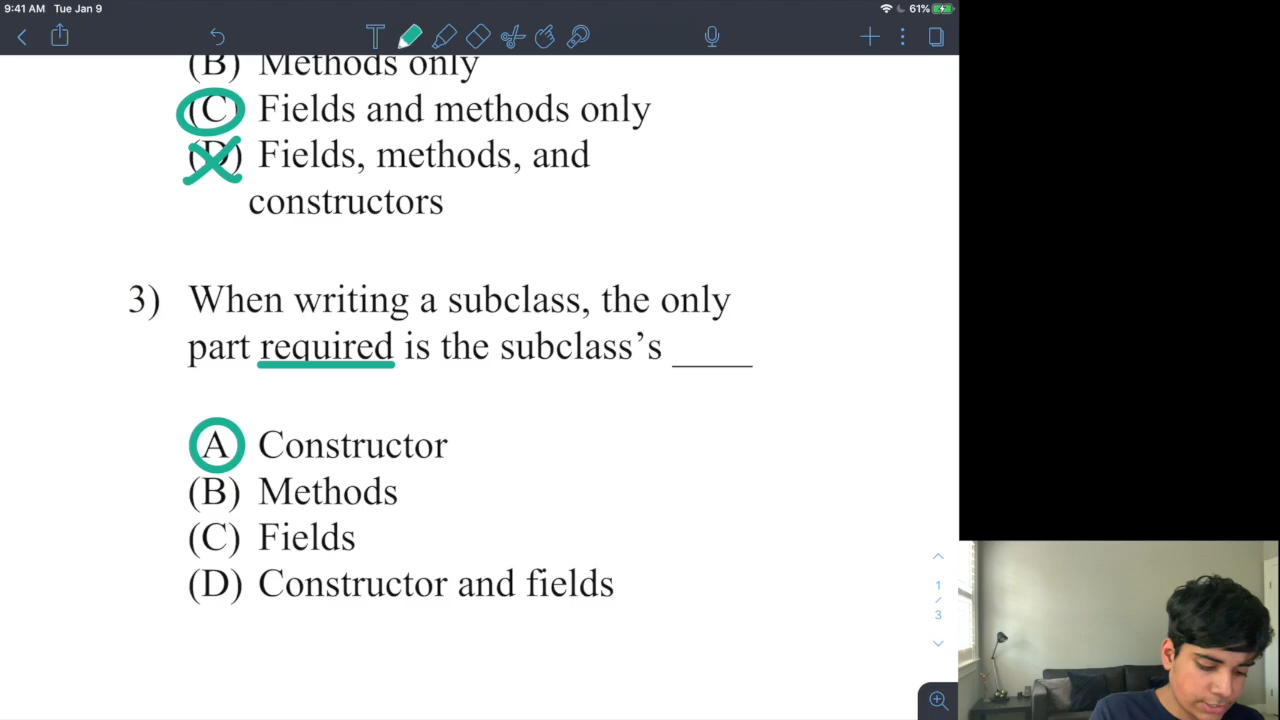 9:41 AM Tue Jan 9
61%
T
(B) Methods only
(C) Fields and methods only
(D) Fields, methods, and
constructors
3) When writing a subclass, the only
part required is the subclass's _____
A Constructor
(B) Methods
(C) Fields
(D) Constructor and fields
1
/
3